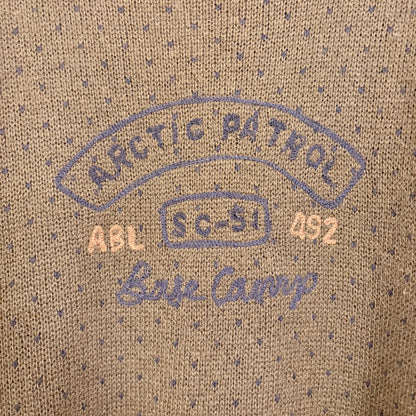 ARCTIC PATROL
ABL SC-51 492
Base Camp